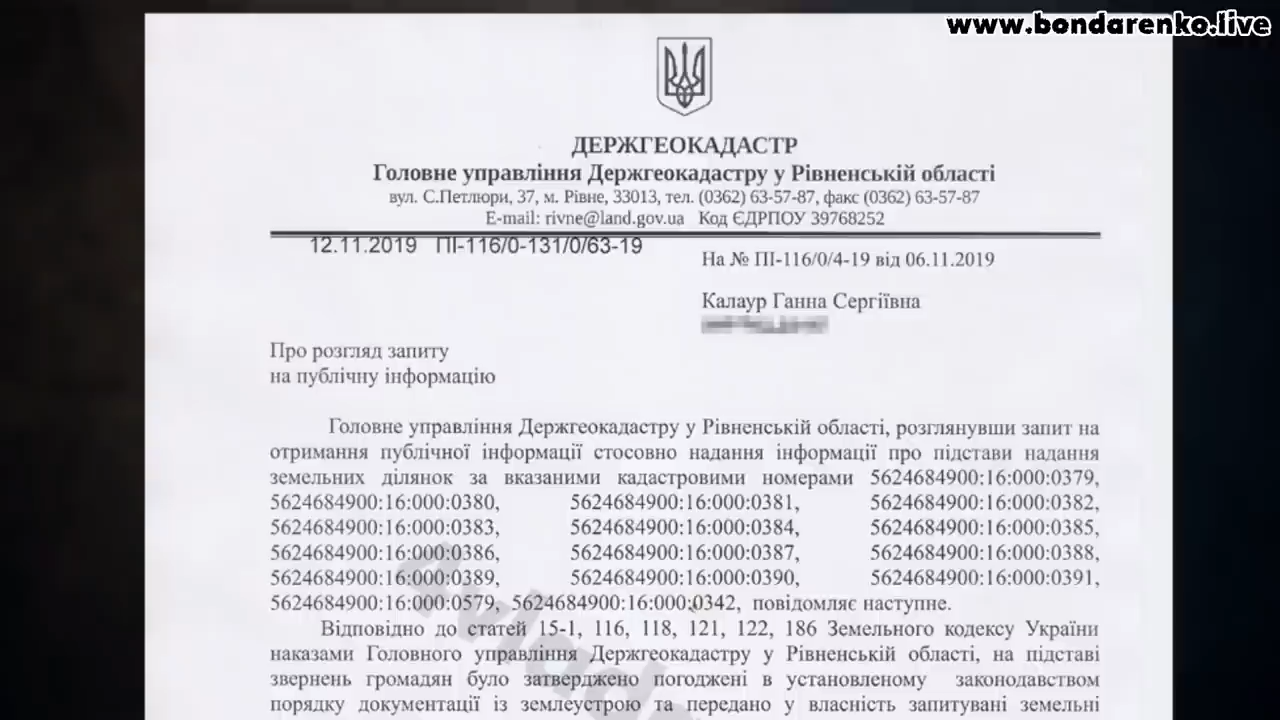 www.bondarenko.live
ДЕРЖГЕОКАДАСТР
Головне управління Держгеокадастру у Рівненській області
вул. С.Петлюри, 37, м. Рівне, 33013, тел. (0362) 63-57-87, факс (0362) 63-57-87
E-mail: rivne@land.gov.ua Код ЄДРПОУ 39768252
12.11.2019 ПІ-116/0-131/0/63-19
На № ПІ-116/0/4-19 від 06.11.2019
Калаур Ганна Сергіївна
Про розгляд запиту
на публічну інформацію
Головне управління Держгеокадастру у Рівненській області, розглянувши запит на
отримання публічної інформації стосовно надання інформації про підстави надання
земельних ділянок за вказаними кадастровими номерами 5624684900:16:000:0379,
5624684900:16:000:0380, 5624684900:16:000:0381, 5624684900:16:000:0382,
5624684900:16:000:0383, 5624684900:16:000:0384, 5624684900:16:000:0385,
5624684900:16:000:0386, 5624684900:16:000:0387, 5624684900:16:000:0388,
5624684900:16:000:0389, 5624684900:16:000:0390, 5624684900:16:000:0391,
5624684900:16:000:0579, 5624684900:16:000:0342, повідомляє наступне.
Відповідно до статей 15-1, 116, 118, 121, 122, 186 Земельного кодексу України
наказами Головного управління Держгеокадастру у Рівненській області, на підставі
звернень громадян було затверджено погоджені в установленому законодавством
порядку документації із землеустрою та передано у власність запитувані земельні